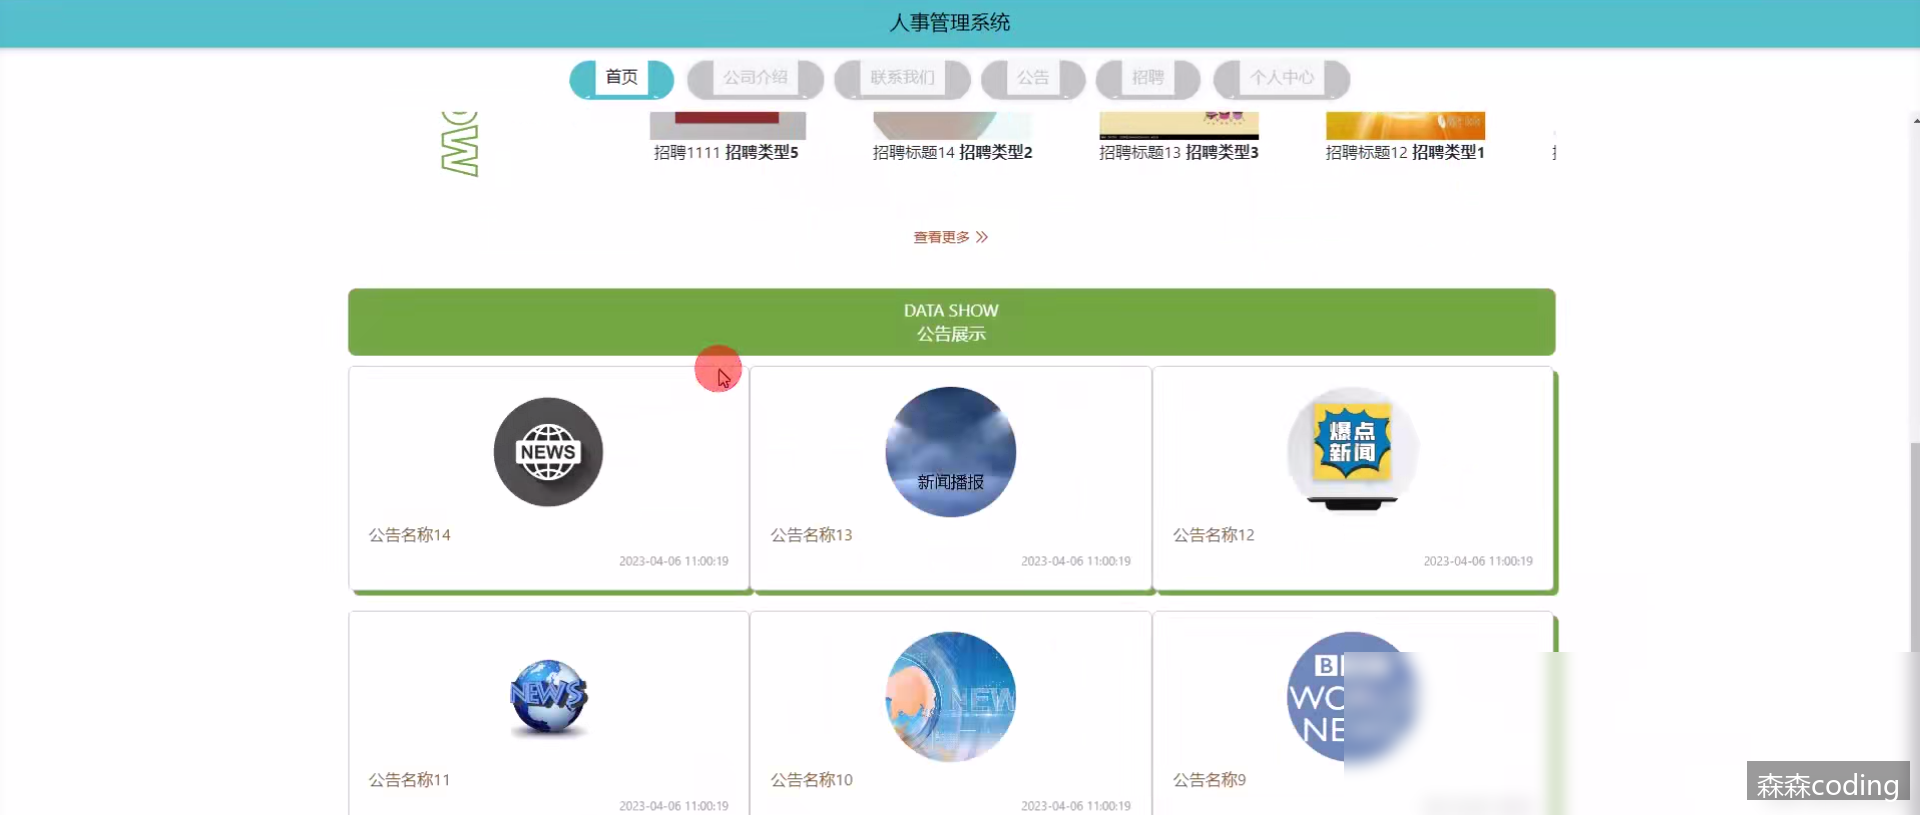 人事管理系统
首页
公司介绍
联系我们
公告
招聘
个人中心
OW
招聘1111 招聘类型5
招聘标题14 招聘类型2
招聘标题13 招聘类型3
招聘标题12 招聘类型1
查看更多
DATA SHOW
公告展示
NEWS
新闻播报
爆点
新闻
公告名称14
公告名称13
公告名称12
2023-04-06 11:00:19
2023-04-06 11:00:19
2023-04-06 11:00:19
NEWS
NEW
B
WO
NE
公告名称11
公告名称10
公告名称9
2023-04-06 11:00:19
2023-04-06 11:00:19
森森coding